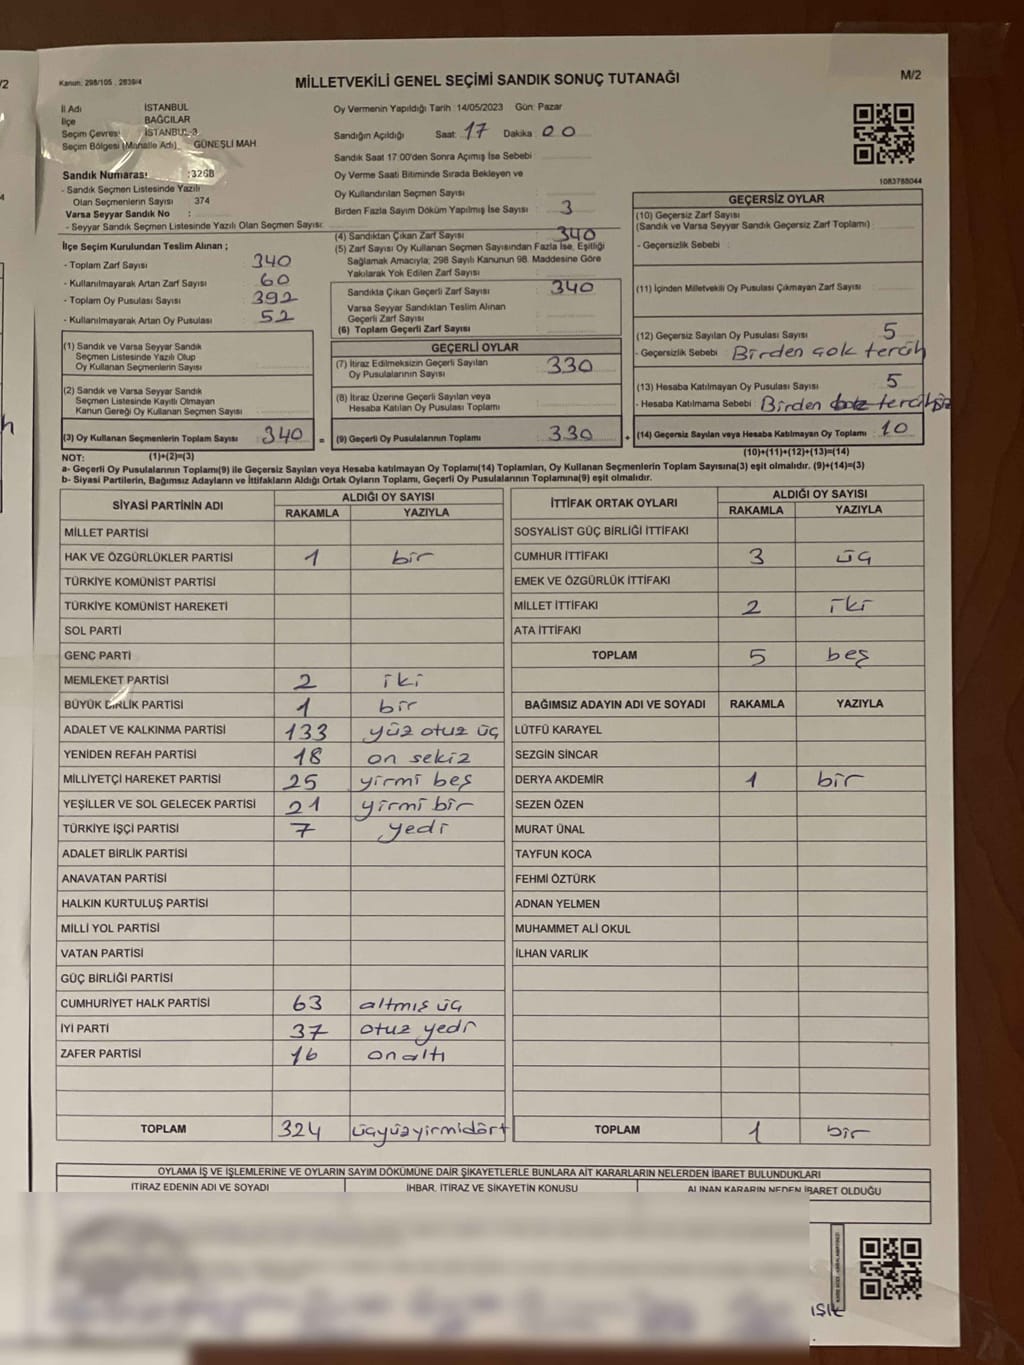 Kanun: 298/105 . 2839/4
MİLLETVEKİLİ GENEL SEÇİMİ SANDIK SONUÇ TUTANAĞI
M/2
İl Adı İSTANBUL
İlçe BAĞCILAR
Seçim Çevresi İSTANBUL-3
Seçim Bölgesi (Mahalle Adı) GÜNEŞLİ MAH
Sandık Numarası :3268
- Sandık Seçmen Listesinde Yazılı
Olan Seçmenlerin Sayısı 374
Varsa Seyyar Sandık No :
- Seyyar Sandık Seçmen Listesinde Yazılı Olan Seçmen Sayısı:
İlçe Seçim Kurulundan Teslim Alınan ;
- Toplam Zarf Sayısı 340
- Kullanılmayarak Artan Zarf Sayısı 60
- Toplam Oy Pusulası Sayısı 392
- Kullanılmayarak Artan Oy Pusulası 52
(1) Sandık ve Varsa Seyyar Sandık
Seçmen Listesinde Yazılı Olup
Oy Kullanan Seçmenlerin Sayısı
(2) Sandık ve Varsa Seyyar Sandık
Seçmen Listesinde Kayıtlı Olmayan
Kanun Gereği Oy Kullanan Seçmen Sayısı
(3) Oy Kullanan Seçmenlerin Toplam Sayısı 340 =
Oy Vermenin Yapıldığı Tarih :14/05/2023 Gün: Pazar
Sandığın Açıldığı Saat: 17 Dakika : 00
Sandık Saat 17:00'den Sonra Açımış İse Sebebi :
Oy Verme Saati Bitiminde Sırada Bekleyen ve
Oy Kullandırılan Seçmen Sayısı :
Birden Fazla Sayım Döküm Yapılmış İse Sayısı : 3
(4) Sandıktan Çıkan Zarf Sayısı : 340
(5) Zarf Sayısı Oy Kullanan Seçmen Sayısından Fazla İse, Eşitliği
Sağlamak Amacıyla; 298 Sayılı Kanunun 98. Maddesine Göre
Yakılarak Yok Edilen Zarf Sayısı
Sandıkta Çıkan Geçerli Zarf Sayısı : 340
Varsa Seyyar Sandıktan Teslim Alınan
Geçerli Zarf Sayısı
(6) Toplam Geçerli Zarf Sayısı
GEÇERLİ OYLAR
(7) İtiraz Edilmeksizin Geçerli Sayılan
Oy Pusulalarının Sayısı : 330
(8) İtiraz Üzerine Geçerli Sayılan veya
Hesaba Katılan Oy Pusulası Toplamı
(9) Geçerli Oy Pusulalarının Toplamı : 330 +
1083788044
GEÇERSİZ OYLAR
(10) Geçersiz Zarf Sayısı
(Sandık ve Varsa Seyyar Sandık Geçersiz Zarf Toplamı) :
- Geçersizlik Sebebi :
(11) İçinden Milletvekili Oy Pusulası Çıkmayan Zarf Sayısı :
(12) Geçersiz Sayılan Oy Pusulası Sayısı : 5
- Geçersizlik Sebebi : Birden çok tercih
(13) Hesaba Katılmayan Oy Pusulası Sayısı : 5
- Hesaba Katılmama Sebebi : Birden tercih
(14) Geçersiz Sayılan veya Hesaba Katılmayan Oy Toplamı : 10
NOT: (1)+(2)=(3) (10)+(11)+(12)+(13)=(14)
a- Geçerli Oy Pusulalarının Toplamı(9) ile Geçersiz Sayılan veya Hesaba katılmayan Oy Toplamı(14) Toplamları, Oy Kullanan Seçmenlerin Toplam Sayısına(3) eşit olmalıdır. (9)+(14)=(3)
b- Siyasi Partilerin, Bağımsız Adayların ve İttifakların Aldığı Ortak Oyların Toplamı, Geçerli Oy Pusulalarının Toplamına(9) eşit olmalıdır.
SİYASİ PARTİNİN ADI ALDIĞI OY SAYISI
RAKAMLA YAZIYLA
MİLLET PARTİSİ
HAK VE ÖZGÜRLÜKLER PARTİSİ 1 bir
TÜRKİYE KOMÜNİST PARTİSİ
TÜRKİYE KOMÜNİST HAREKETİ
SOL PARTİ
GENÇ PARTİ
MEMLEKET PARTİSİ 2 iki
BÜYÜK BİRLİK PARTİSİ 1 bir
ADALET VE KALKINMA PARTİSİ 133 yüz otuz üç
YENİDEN REFAH PARTİSİ 18 on sekiz
MİLLİYETÇİ HAREKET PARTİSİ 25 yirmi beş
YEŞİLLER VE SOL GELECEK PARTİSİ 21 yirmi bir
TÜRKİYE İŞÇİ PARTİSİ 7 yedi
ADALET BİRLİK PARTİSİ
ANAVATAN PARTİSİ
HALKIN KURTULUŞ PARTİSİ
MİLLİ YOL PARTİSİ
VATAN PARTİSİ
GÜÇ BİRLİĞİ PARTİSİ
CUMHURİYET HALK PARTİSİ 63 altmış üç
İYİ PARTİ 37 otuz yedi
ZAFER PARTİSİ 16 on altı
TOPLAM 324 üçyüzyirmidört
İTTİFAK ORTAK OYLARI ALDIĞI OY SAYISI
RAKAMLA YAZIYLA
SOSYALİST GÜÇ BİRLİĞİ İTTİFAKI
CUMHUR İTTİFAKI 3 üç
EMEK VE ÖZGÜRLÜK İTTİFAKI
MİLLET İTTİFAKI 2 iki
ATA İTTİFAKI
TOPLAM 5 beş
BAĞIMSIZ ADAYIN ADI VE SOYADI RAKAMLA YAZIYLA
LÜTFÜ KARAYEL
SEZGİN SİNCAR
DERYA AKDEMİR 1 bir
SEZEN ÖZEN
MURAT ÜNAL
TAYFUN KOCA
FEHMİ ÖZTÜRK
ADNAN YELMEN
MUHAMMET ALİ OKUL
İLHAN VARLIK
TOPLAM 1 bir
OYLAMA İŞ VE İŞLEMLERİNE VE OYLARIN SAYIM DÖKÜMÜNE DAİR ŞİKAYETLERLE BUNLARA AİT KARARLARIN NELERDEN İBARET BULUNDUKLARI
İTİRAZ EDENİN ADI VE SOYADI İHBAR, İTİRAZ VE ŞİKAYETİN KONUSU ALINAN KARARIN NEDEN İBARET OLDUĞU
IŞIK